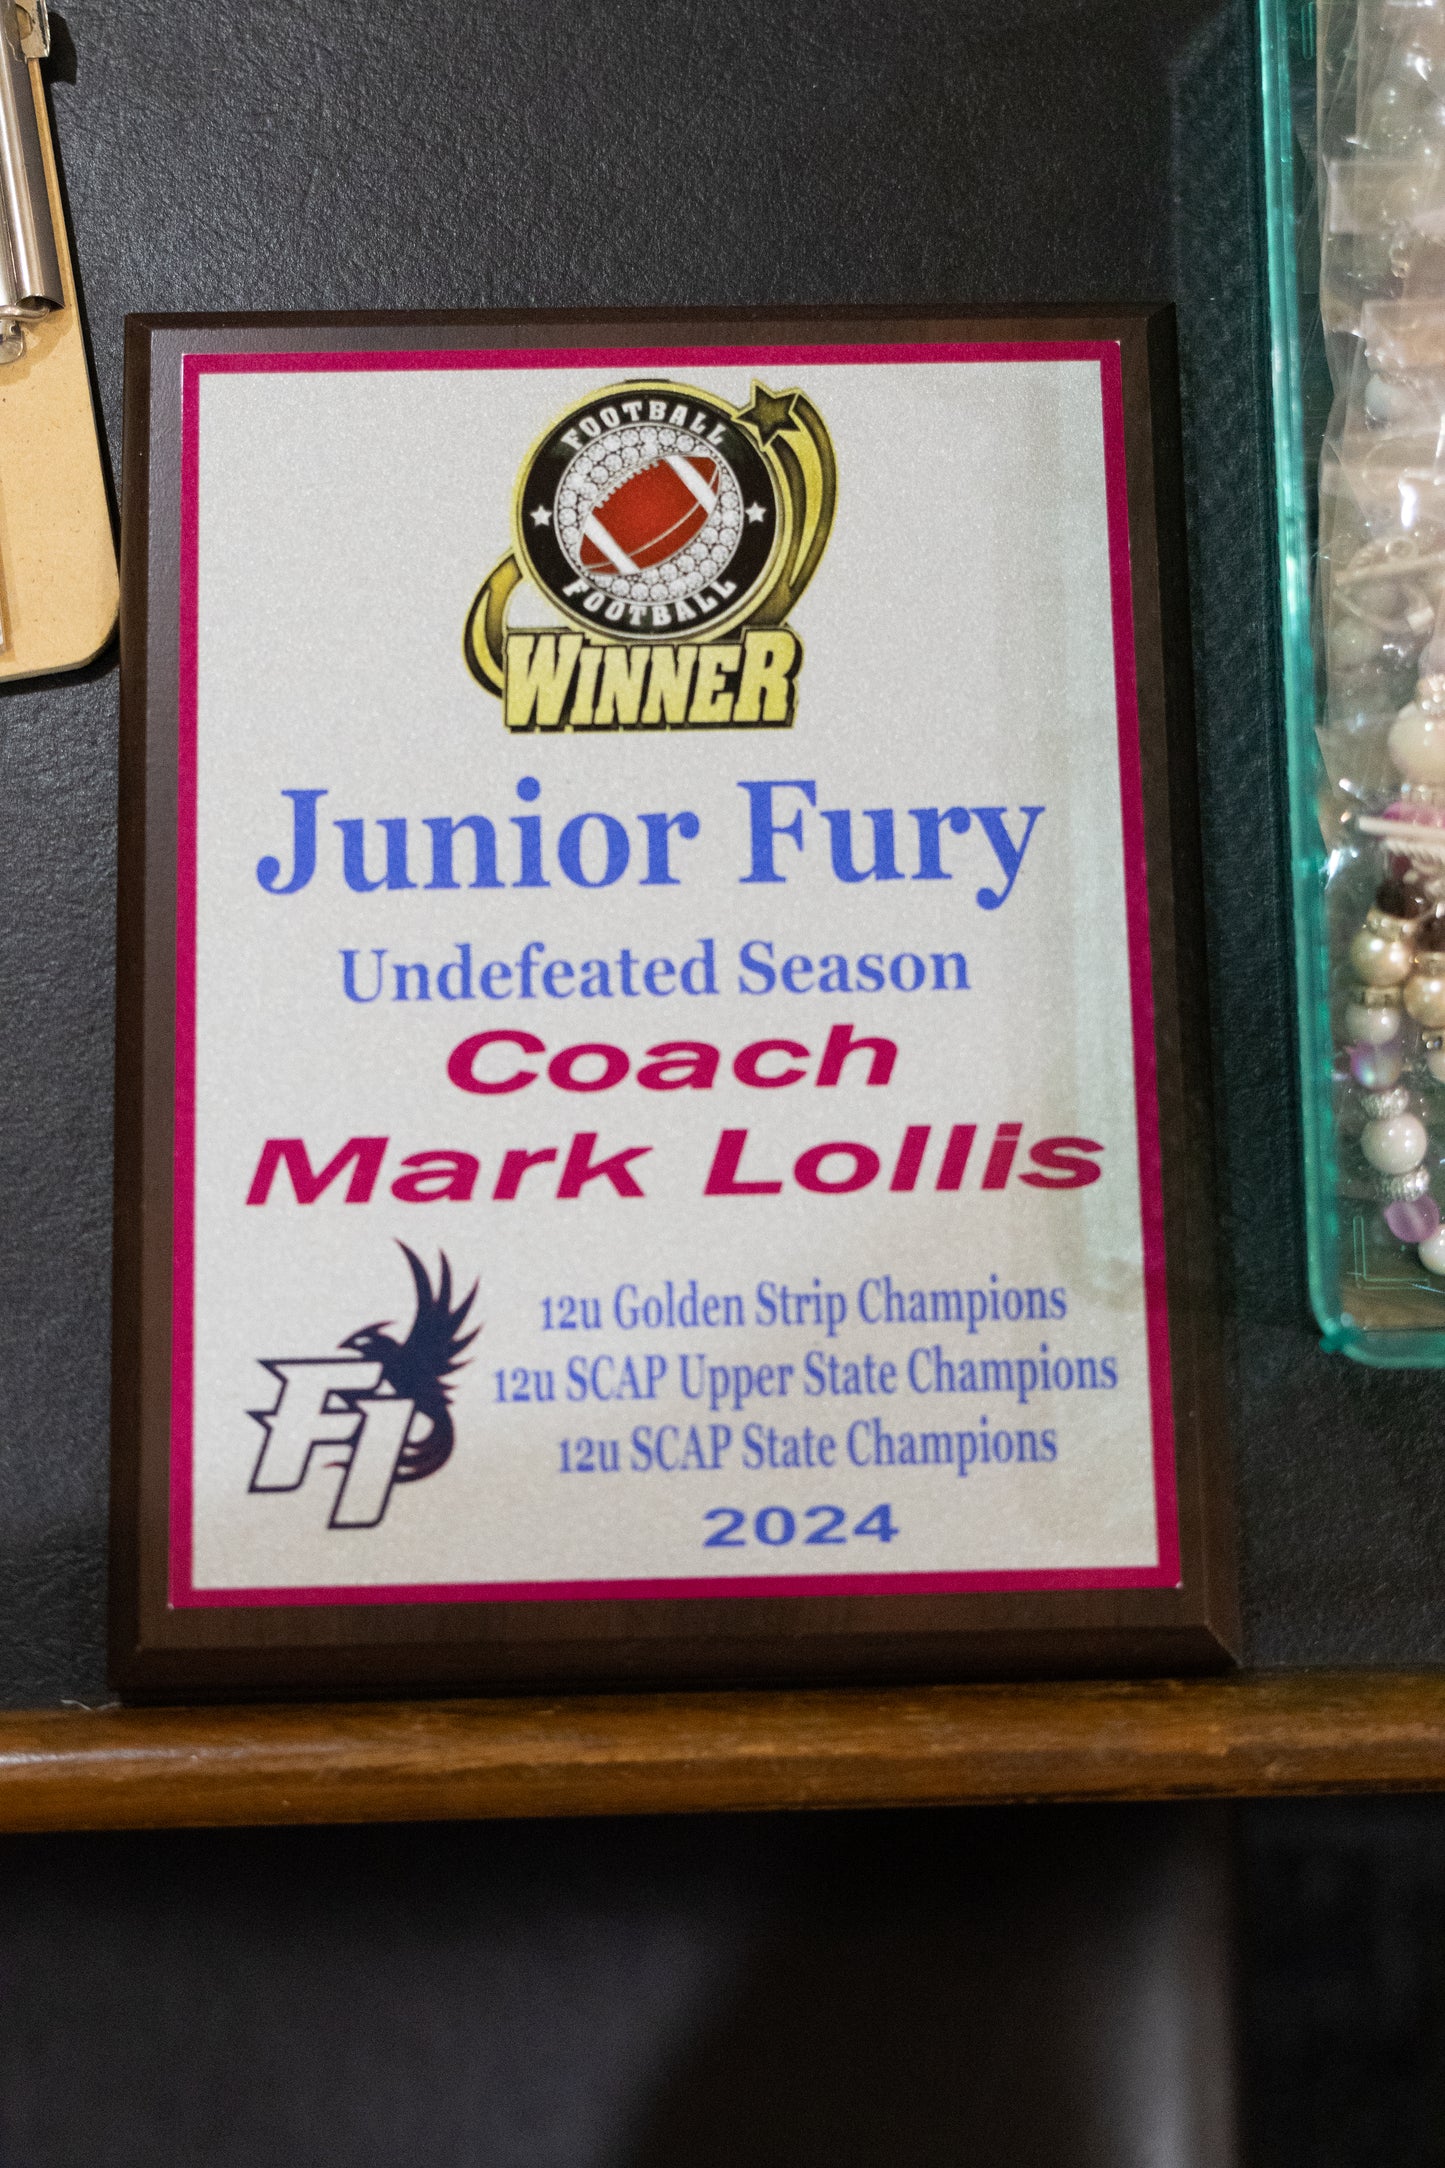 FOOTBALL
FOOTBALL
WINNER
Junior Fury
Undefeated Season
Coach
Mark Lollis
FI
12u Golden Strip Champions
12u SCAP Upper State Champions
12u SCAP State Champions
2024